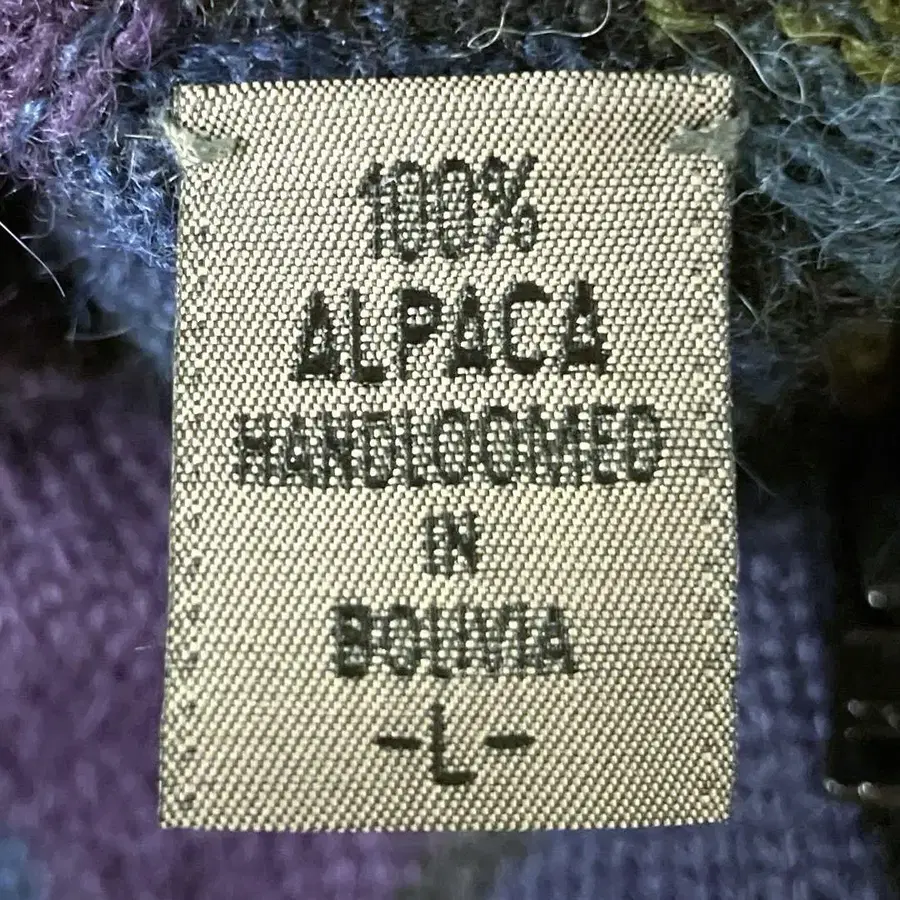 100%
ALPACA
HANDLOOMED
IN
BOLIVIA
-L-